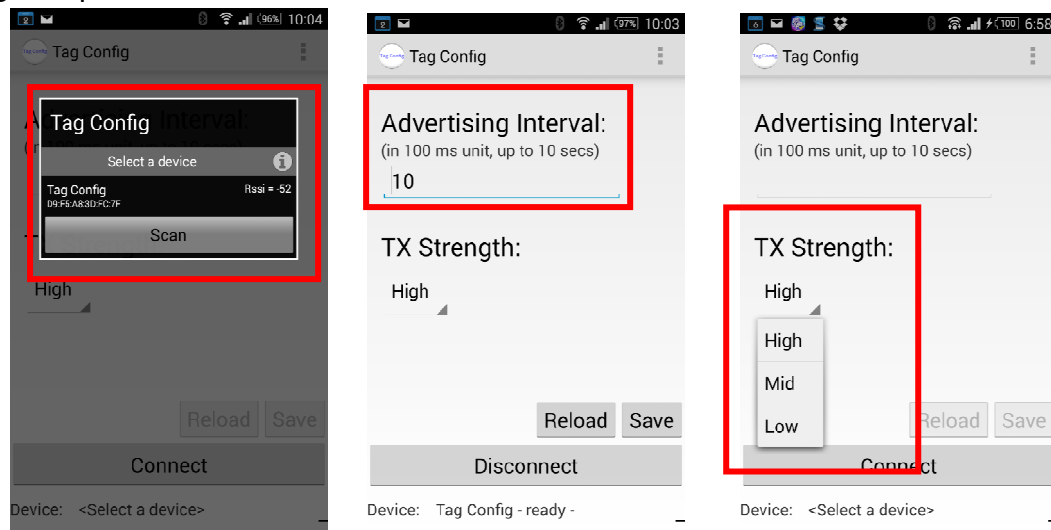 96% 10:04
Tag Config
Tag Config
Select a device
Tag Config Rssi = -52
D9:F5:A8:3D:FC:7F
Scan
High
Reload Save
Connect
Device: <Select a device>
97% 10:03
Tag Config
Advertising Interval:
(in 100 ms unit, up to 10 secs)
10
TX Strength:
High
Reload Save
Disconnect
Device: Tag Config - ready -
100 6:58
Tag Config
Advertising Interval:
(in 100 ms unit, up to 10 secs)
TX Strength:
High
High
Mid
Low
Reload Save
Connect
Device: <Select a device>